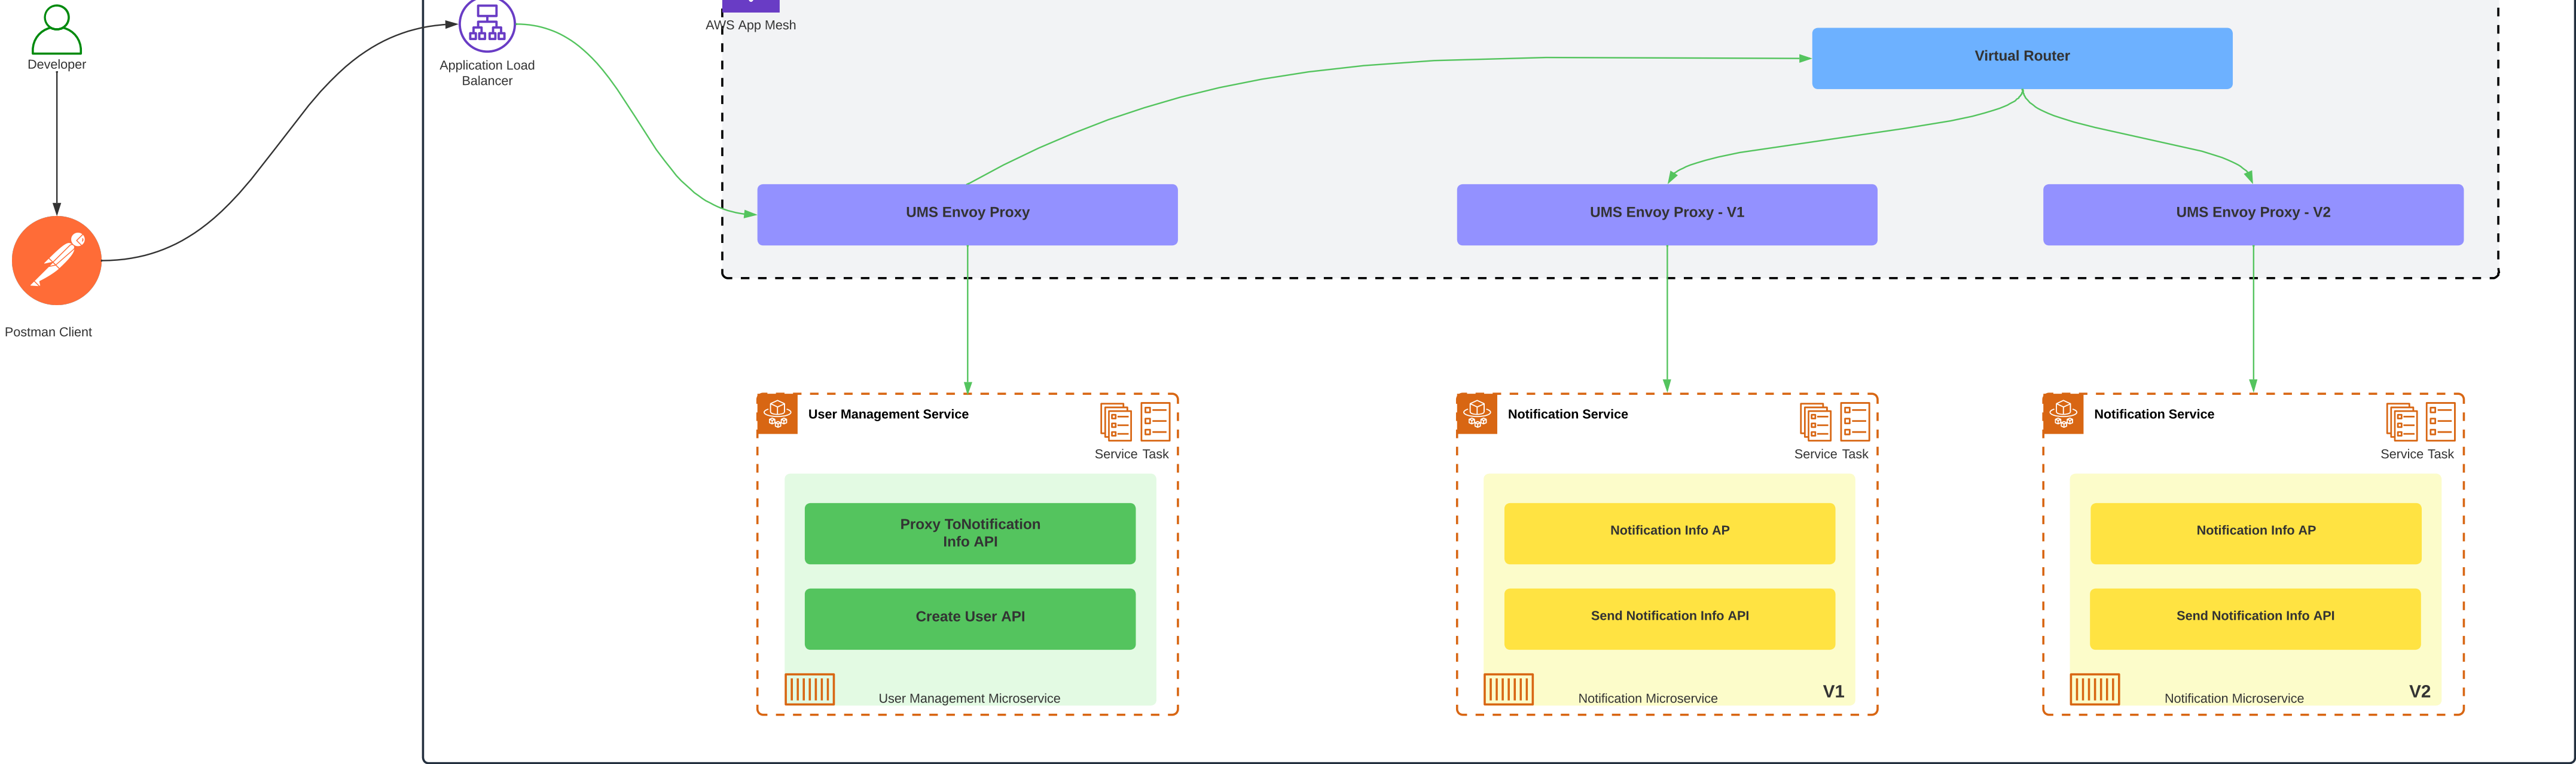 Developer
Postman Client
Application Load
Balancer
AWS App Mesh
Virtual Router
UMS Envoy Proxy
UMS Envoy Proxy - V1
UMS Envoy Proxy - V2
User Management Service
Service Task
Proxy ToNotification
Info API
Create User API
User Management Microservice
Notification Service
Service Task
Notification Info AP
Send Notification Info API
Notification Microservice
V1
Notification Service
Service Task
Notification Info AP
Send Notification Info API
Notification Microservice
V2